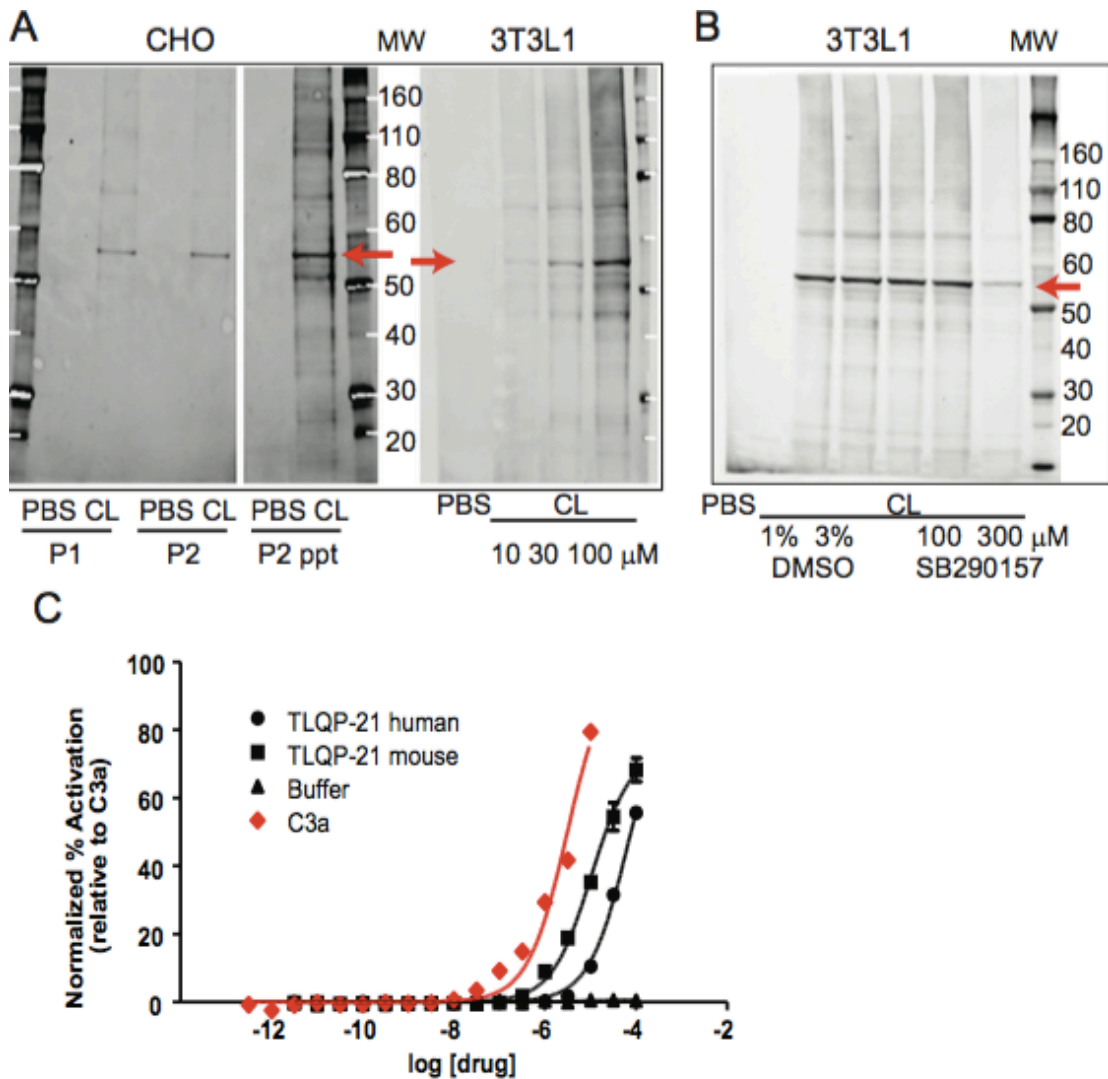 A
CHO
MW
3T3L1
160
110
80
60
50
40
30
20
PBS CL
PBS CL
PBS CL
P1
P2
P2 ppt
PBS
CL
10 30 100 μM
B
3T3L1
MW
160
110
80
60
50
40
30
20
PBS
CL
1% 3%
100 300 μM
DMSO
SB290157
C
Normalized % Activation
(relative to C3a)
100
80
60
40
20
0
TLQP-21 human
TLQP-21 mouse
Buffer
C3a
-12 -10 -8 -6 -4 -2
log [drug]